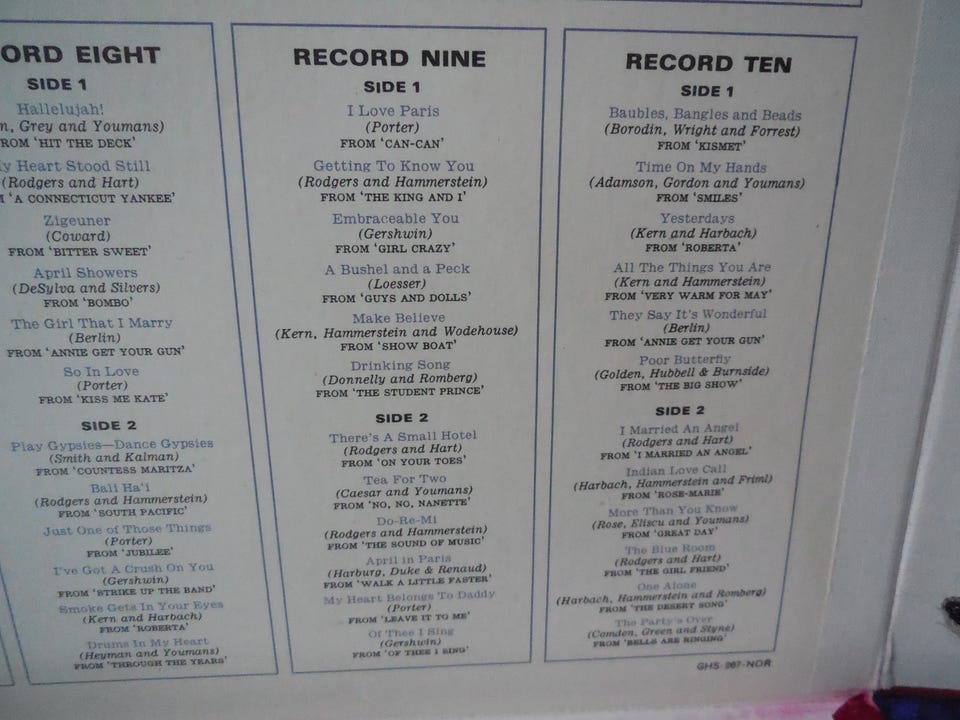 ORD EIGHT
SIDE 1
Hallelujah!
n, Grey and Youmans)
ROM 'HIT THE DECK'
y Heart Stood Still
(Rodgers and Hart)
'A CONNECTICUT YANKEE'
Zigeuner
(Coward)
FROM 'BITTER SWEET'
April Showers
(DeSylva and Silvers)
FROM 'BOMBO'
The Girl That I Marry
(Berlin)
FROM 'ANNIE GET YOUR GUN'
So In Love
(Porter)
FROM 'KISS ME KATE'
SIDE 2
Play Gypsies—Dance Gypsies
(Smith and Kalman)
FROM 'COUNTESS MARITZA'
Bali Ha'i
(Rodgers and Hammerstein)
FROM 'SOUTH PACIFIC'
Just One of Those Things
(Porter)
FROM 'JUBILEE'
I've Got A Crush On You
(Gershwin)
FROM 'STRIKE UP THE BAND'
Smoke Gets In Your Eyes
(Kern and Harbach)
FROM 'ROBERTA'
Drums In My Heart
(Heyman and Youmans)
FROM 'THROUGH THE YEARS'
RECORD NINE
SIDE 1
I Love Paris
(Porter)
FROM 'CAN-CAN'
Getting To Know You
(Rodgers and Hammerstein)
FROM 'THE KING AND I'
Embraceable You
(Gershwin)
FROM 'GIRL CRAZY'
A Bushel and a Peck
(Loesser)
FROM 'GUYS AND DOLLS'
Make Believe
(Kern, Hammerstein and Wodehouse)
FROM 'SHOW BOAT'
Drinking Song
(Donnelly and Romberg)
FROM 'THE STUDENT PRINCE'
SIDE 2
There's A Small Hotel
(Rodgers and Hart)
FROM 'ON YOUR TOES'
Tea For Two
(Caesar and Youmans)
FROM 'NO, NO, NANETTE'
Do-Re-Mi
(Rodgers and Hammerstein)
FROM 'THE SOUND OF MUSIC'
April in Paris
(Harburg, Duke & Renaud)
FROM 'WALK A LITTLE FASTER'
My Heart Belongs To Daddy
(Porter)
FROM 'LEAVE IT TO ME'
Of Thee I Sing
(Gershwin)
FROM 'OF THEE I SING'
RECORD TEN
SIDE 1
Baubles, Bangles and Beads
(Borodin, Wright and Forrest)
FROM 'KISMET'
Time On My Hands
(Adamson, Gordon and Youmans)
FROM 'SMILES'
Yesterdays
(Kern and Harbach)
FROM 'ROBERTA'
All The Things You Are
(Kern and Hammerstein)
FROM 'VERY WARM FOR MAY'
They Say It's Wonderful
(Berlin)
FROM 'ANNIE GET YOUR GUN'
Poor Butterfly
(Golden, Hubbell & Burnside)
FROM 'THE BIG SHOW'
SIDE 2
I Married An Angel
(Rodgers and Hart)
FROM 'I MARRIED AN ANGEL'
Indian Love Call
(Harbach, Hammerstein and Friml)
FROM 'ROSE-MARIE'
More Than You Know
(Rose, Eliscu and Youmans)
FROM 'GREAT DAY'
The Blue Room
(Rodgers and Hart)
FROM 'THE GIRL FRIEND'
One Alone
(Harbach, Hammerstein and Romberg)
FROM 'THE DESERT SONG'
The Party's Over
(Comden, Green and Styne)
FROM 'BELLS ARE RINGING'
GHS-267-NOR